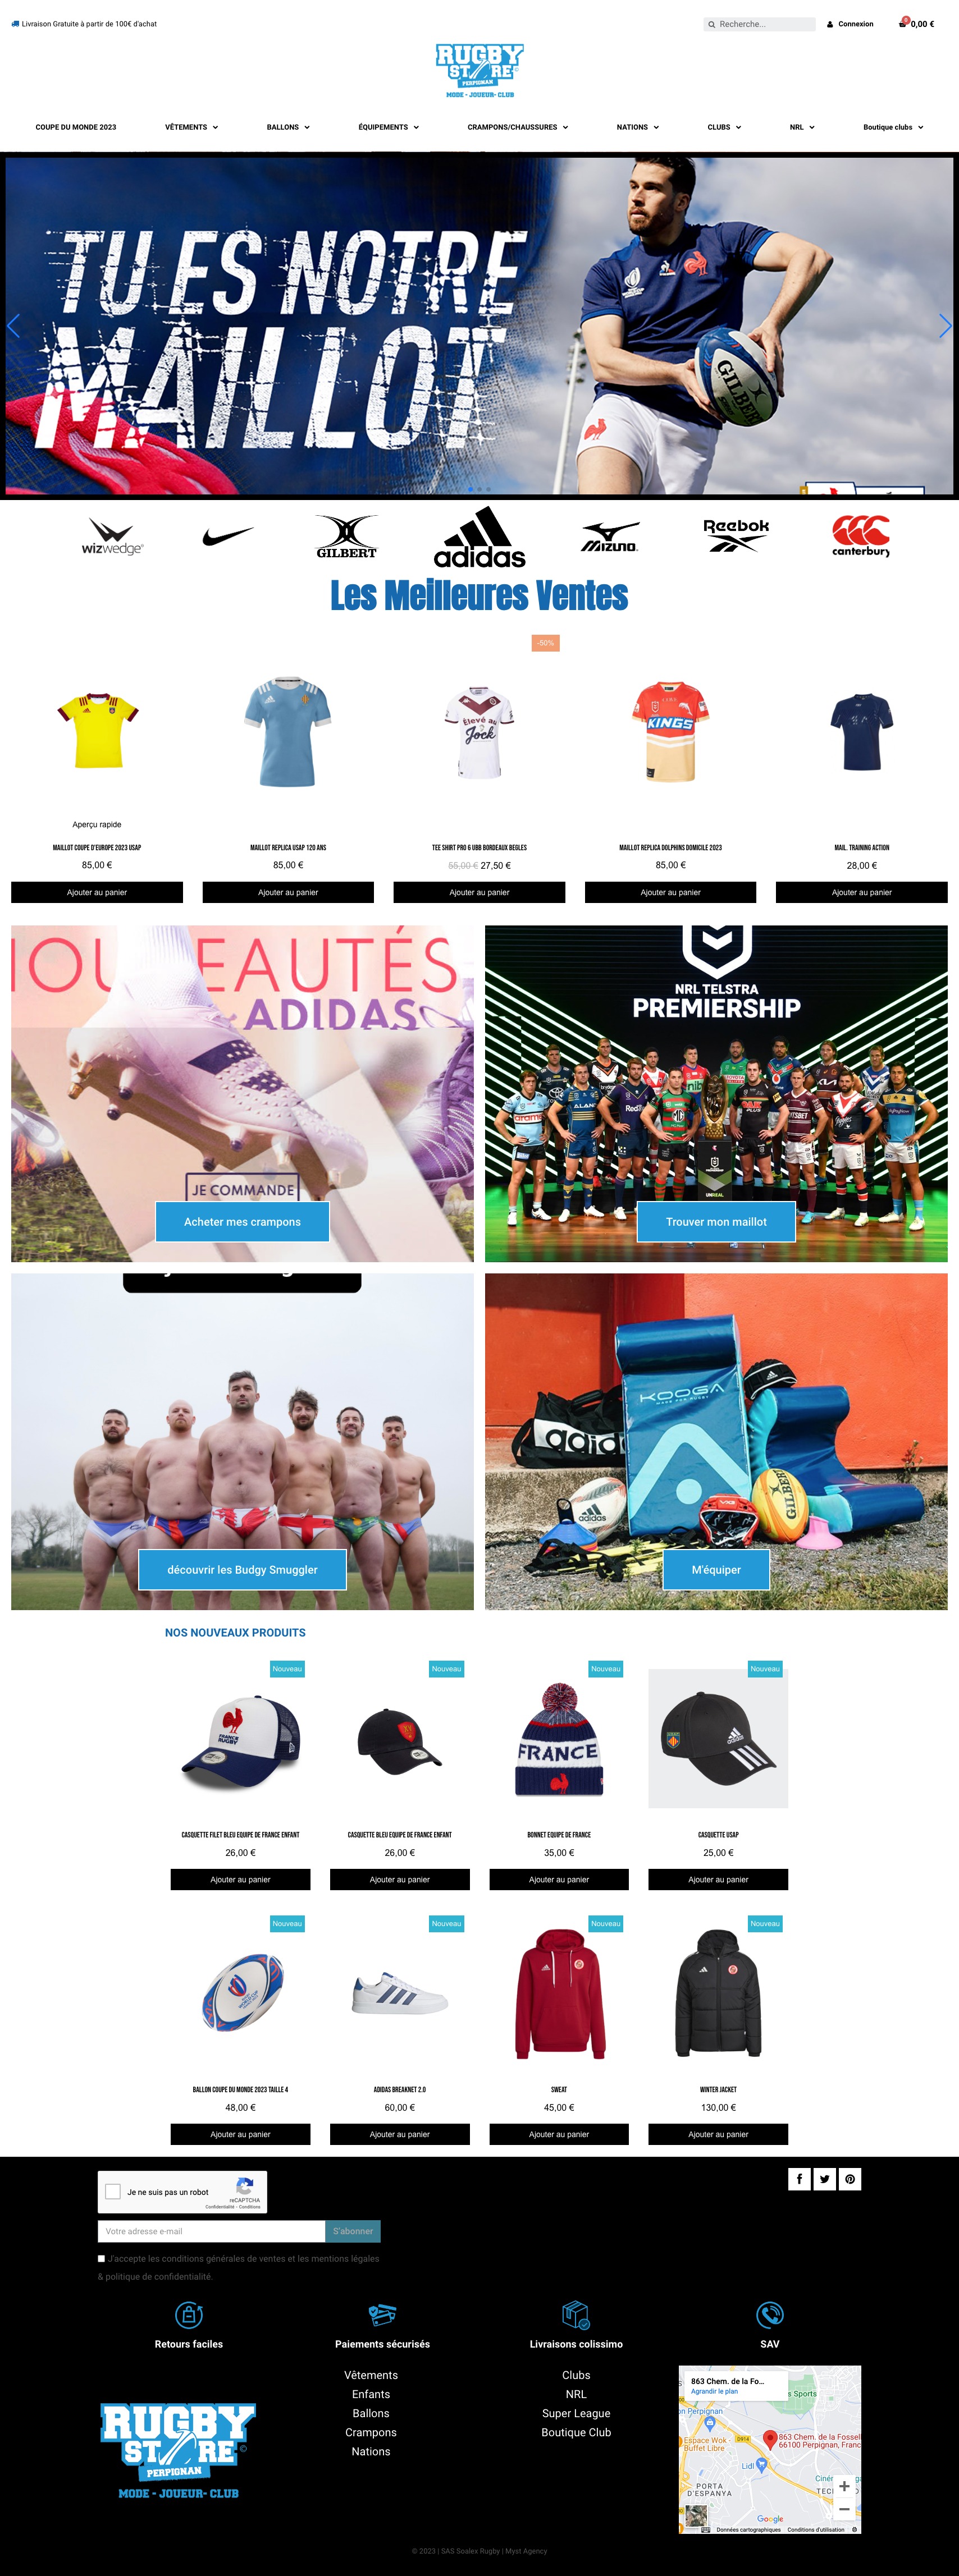 Livraison Gratuite à partir de 100€ d'achat
Recherche...
Connexion
0
0,00 €
RUGBY
STORE
PERPIGNAN
MODE - JOUEUR - CLUB
COUPE DU MONDE 2023
VÊTEMENTS
BALLONS
ÉQUIPEMENTS
CRAMPONS/CHAUSSURES
NATIONS
CLUBS
NRL
Boutique clubs
TU ES NOTRE
MAILLOT
GILBERT
wizwedge
GILBERT
adidas
MIZUNO
Reebok
canterbury
Les Meilleures Ventes
-50%
Élevé au
Jock
KINGS
Aperçu rapide
MAILLOT COUPE D'EUROPE 2023 USAP
MAILLOT REPLICA USAP 120 ANS
TEE SHIRT PRO 6 UBB BORDEAUX BEGLES
MAILLOT REPLICA DOLPHINS DOMICILE 2023
MAIL. TRAINING ACTION
85,00 €
85,00 €
55,00 € 27,50 €
85,00 €
28,00 €
Ajouter au panier
Ajouter au panier
Ajouter au panier
Ajouter au panier
Ajouter au panier
NOUVEAUTÉS
ADIDAS
JE COMMANDE
Acheter mes crampons
NRL TELSTRA
PREMIERSHIP
UNREAL
Trouver mon maillot
découvrir les Budgy Smuggler
KOOGA
adidas
adidas
GILBERT
M'équiper
NOS NOUVEAUX PRODUITS
Nouveau
Nouveau
Nouveau
Nouveau
FRANCE
RUGBY
FRANCE
adidas
CASQUETTE FILET BLEU EQUIPE DE FRANCE ENFANT
CASQUETTE BLEU EQUIPE DE FRANCE ENFANT
BONNET EQUIPE DE FRANCE
CASQUETTE USAP
26,00 €
26,00 €
35,00 €
25,00 €
Ajouter au panier
Ajouter au panier
Ajouter au panier
Ajouter au panier
Nouveau
Nouveau
Nouveau
Nouveau
BALLON COUPE DU MONDE 2023 TAILLE 4
ADIDAS BREAKNET 2.0
SWEAT
WINTER JACKET
48,00 €
60,00 €
45,00 €
130,00 €
Ajouter au panier
Ajouter au panier
Ajouter au panier
Ajouter au panier
Je ne suis pas un robot
reCAPTCHA
Confidentialité - Conditions
Votre adresse e-mail
S'abonner
J'accepte les conditions générales de ventes et les mentions légales
& politique de confidentialité.
Retours faciles
Paiements sécurisés
Livraisons colissimo
SAV
Vêtements
Enfants
Ballons
Crampons
Nations
Clubs
NRL
Super League
Boutique Club
RUGBY
STORE
PERPIGNAN
MODE - JOUEUR- CLUB
863 Chem. de la Fo...
Agrandir le plan
s Sports
on Perpignan
Espace Wok
Buffet Libre
D914
863 Chem. de la Fossell
66100 Perpignan, Franc
Lidl
PORTA
D'ESPANYA
Google
Données cartographiques
Conditions d'utilisation
© 2023 | SAS Soalex Rugby | Myst Agency